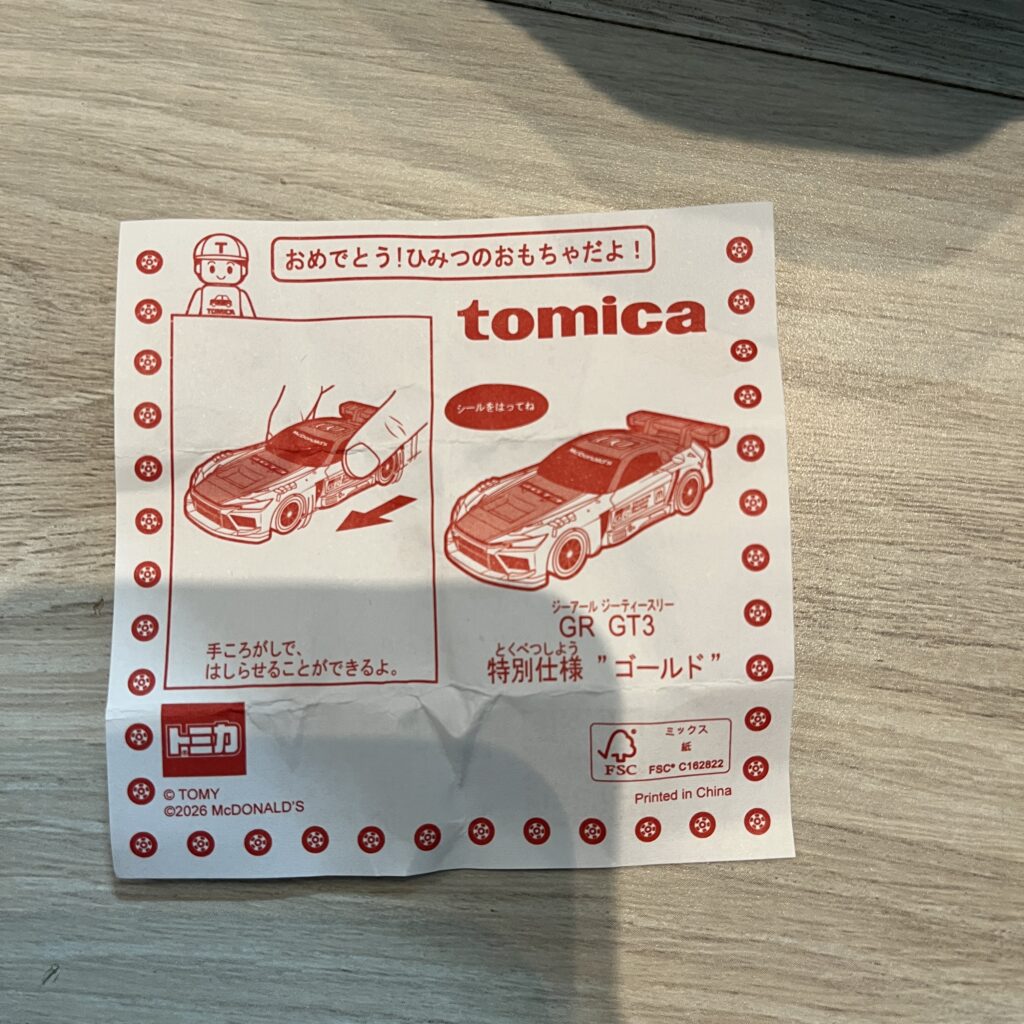 T
TOMICA
おめでとう!ひみつのおもちゃだよ!
tomica
シールをはってね
McDonald's
McDonald's
手ころがしで、
はしらせることができるよ。
ジーアール ジーティースリー
GR GT3
とくべつしよう
特別仕様 "ゴールド"
トミカ
© TOMY
©2026 McDONALD'S
FSC
ミックス
紙
FSC® C162822
Printed in China